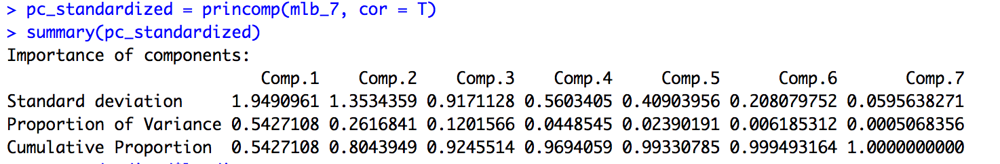 > pc_standardized = princomp(mlb_7, cor = T)
> summary(pc_standardized)
Importance of components:
Comp.1 Comp.2 Comp.3 Comp.4 Comp.5 Comp.6 Comp.7
Standard deviation 1.9490961 1.3534359 0.9171128 0.5603405 0.40903956 0.208079752 0.0595638271
Proportion of Variance 0.5427108 0.2616841 0.1201566 0.0448545 0.02390191 0.006185312 0.0005068356
Cumulative Proportion 0.5427108 0.8043949 0.9245514 0.9694059 0.99330785 0.999493164 1.0000000000